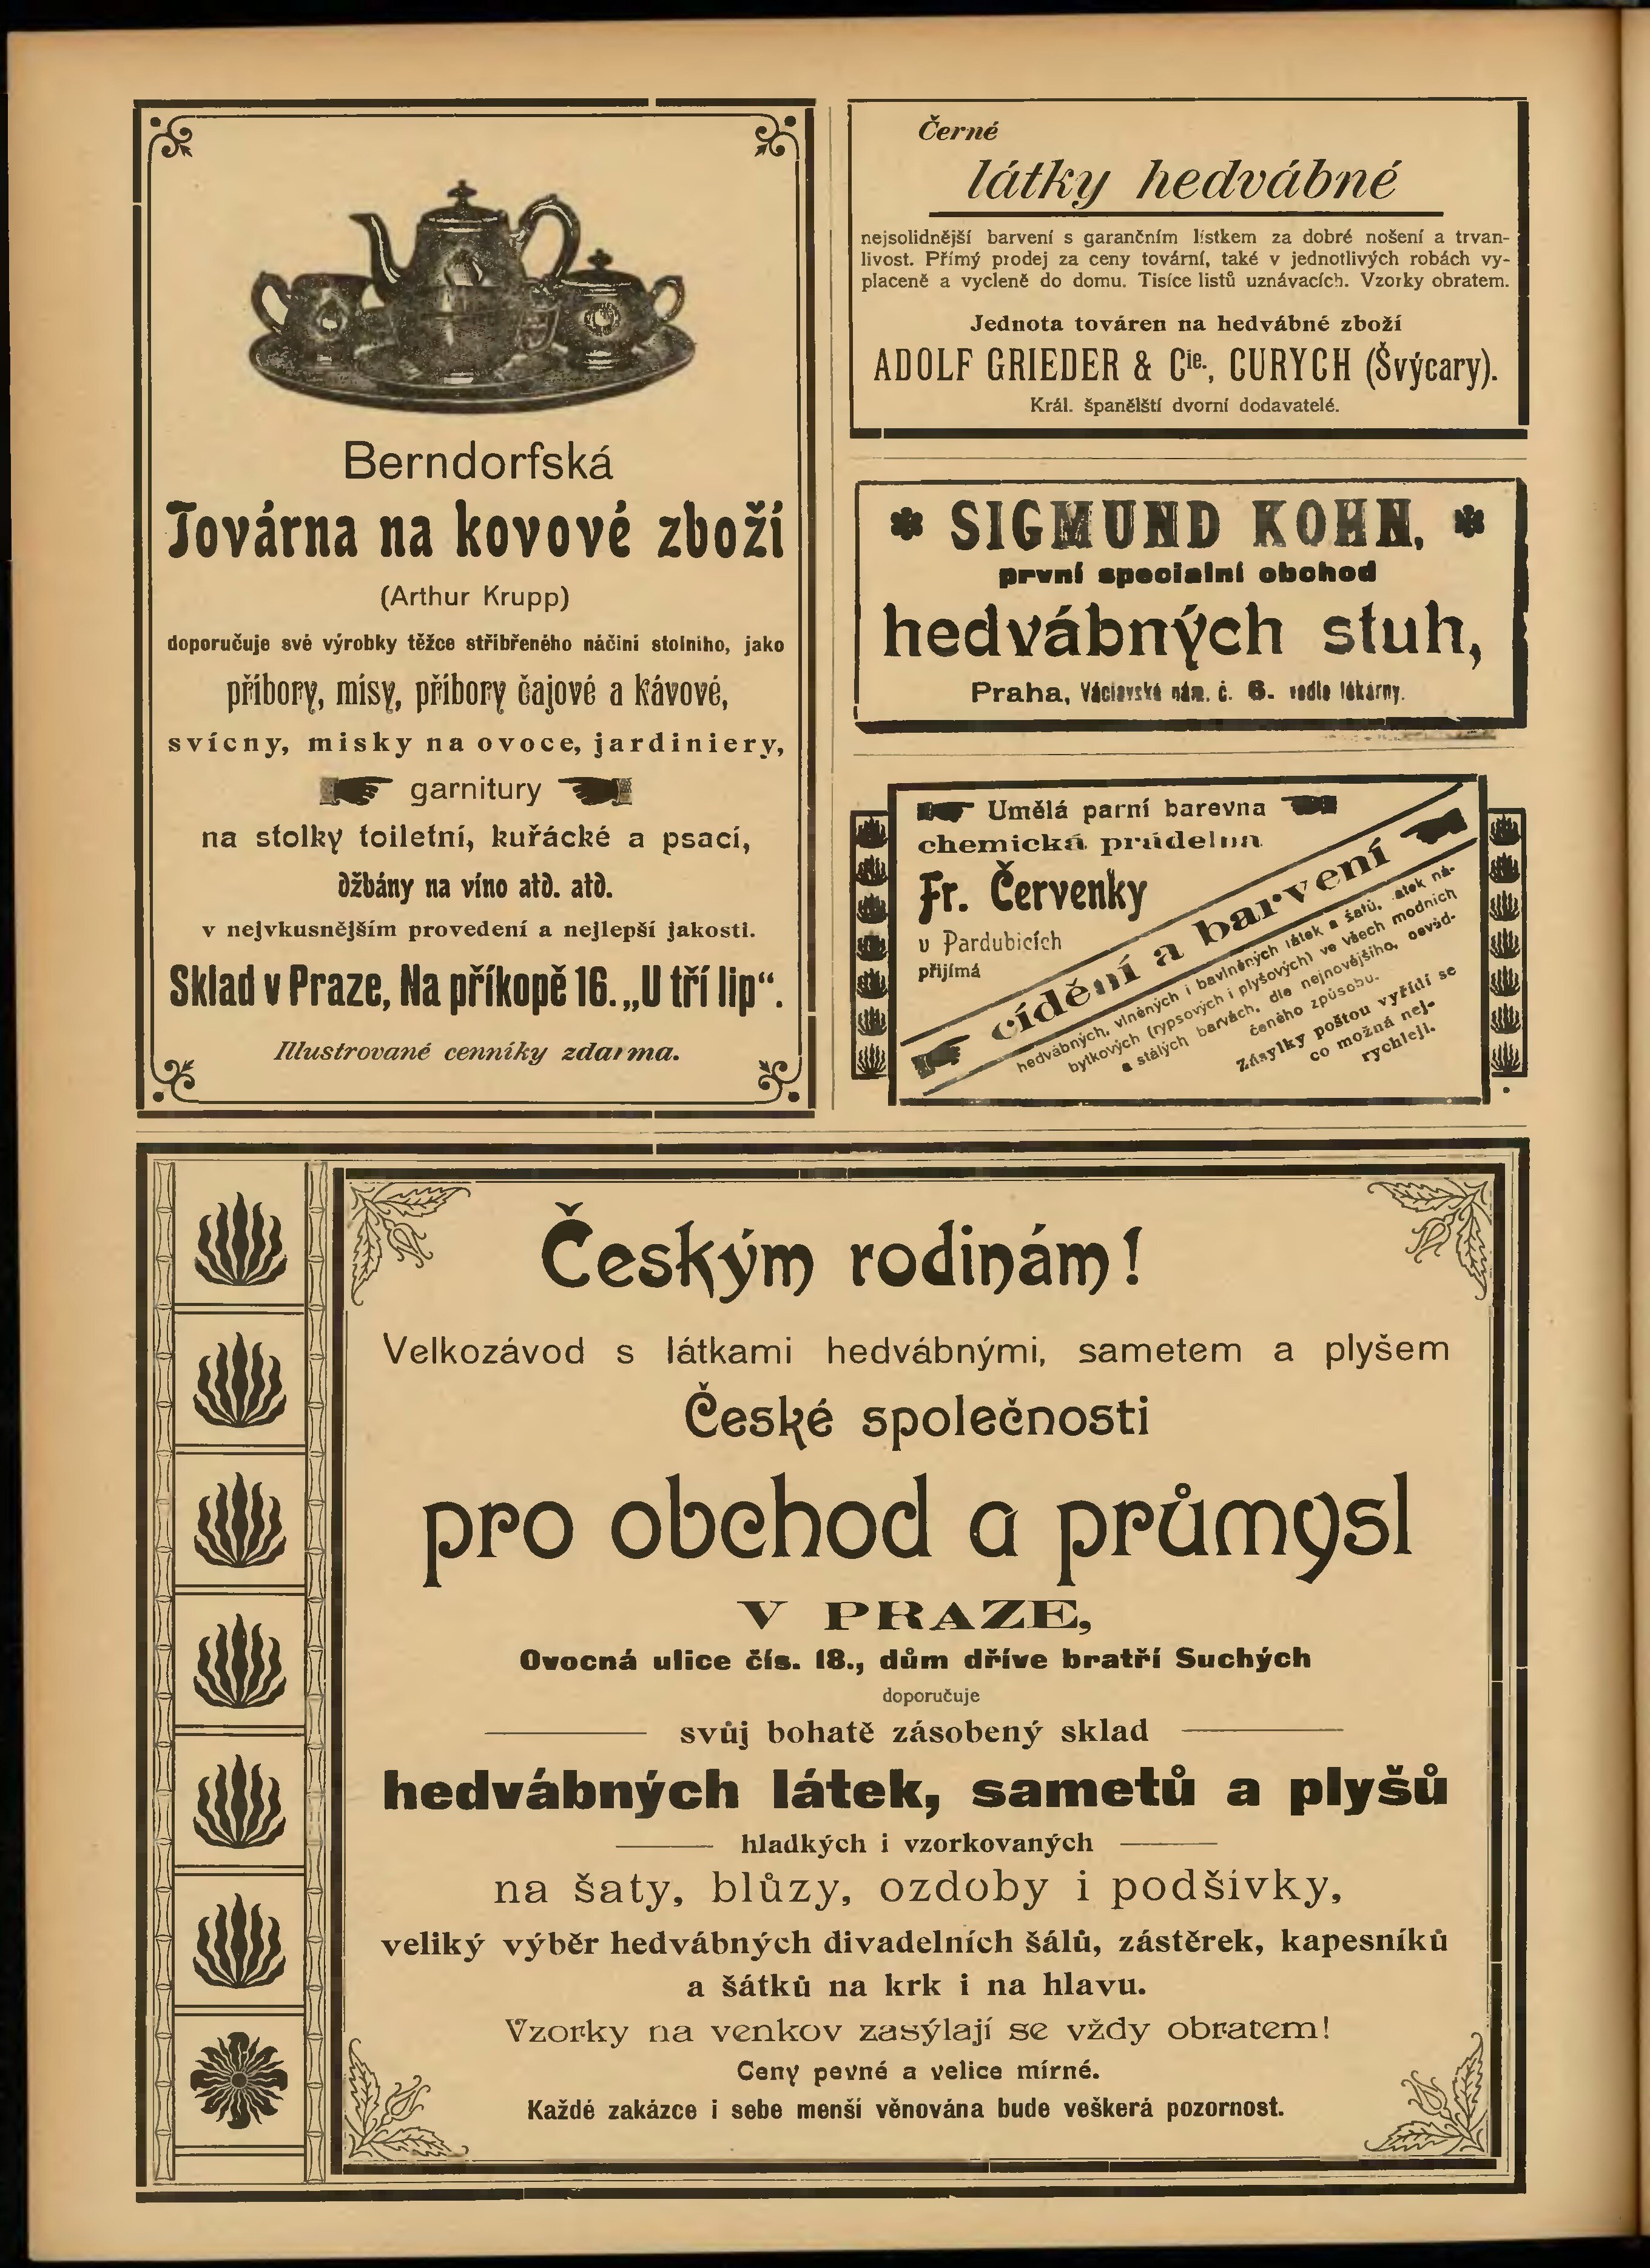 Berndorfská
Továrna na kovové zboží
(Arthur Krupp)
doporučuje své výrobky těžce stříbřeného náčiní stolního, jako
příbory, mísy, příbory čajové a kávové,
svícny, misky na ovoce, jardiniery,
garnitury
na stolky toiletní, kuřácké a psací,
džbány na víno atd. atd.
v nejvkusnějším provedení a nejlepší jakosti.
Sklad v Praze, Na příkopě 16. „U tří lip“.
Illustrované cenníky zdarma.
Černé
látky hedvábné
nejsolidnější barvení s garančním lístkem za dobré nošení a trvan-
livost. Přímý prodej za ceny tovární, také v jednotlivých robách vy-
placeně a vycleně do domu. Tisíce listů uznávacích. Vzorky obratem.
Jednota továren na hedvábné zboží
ADOLF GRIEDER & Cie., CURYCH (Švýcary).
Král. španělští dvorní dodavatelé.
SIGMUND KOHN,
první specialní obchod
hedvábných stuh,
Praha, Václavské nám. č. 6. vedle lékárny.
Umělá parní barevna
chemická prádelna
Fr. Červenky
v Pardubicích
přijímá
cídění a barvení
hedvábných, vlněných i bavlněných látek a šatů, látek ná-
bytkových (rypsových i plyšových) ve všech modních
a stálých barvách, dle nejnovějšího, osvěd-
čeného způsobu.
Zásylky poštou vyřídí se
co možná nej-
rychleji.
Českým rodinám!
Velkozávod s látkami hedvábnými, sametem a plyšem
České společnosti
pro obchod a průmysl
V PRAZE,
Ovocná ulice čís. 18., dům dříve bratří Suchých
doporučuje
svůj bohatě zásobený sklad
hedvábných látek, sametů a plyšů
hladkých i vzorkovaných
na šaty, blůzy, ozdoby i podšívky,
veliký výběr hedvábných divadelních šálů, zástěrek, kapesníků
a šátků na krk i na hlavu.
Vzorky na venkov zasýlají se vždy obratem!
Ceny pevné a velice mírné.
Každé zakázce i sebe menší věnována bude veškerá pozornost.